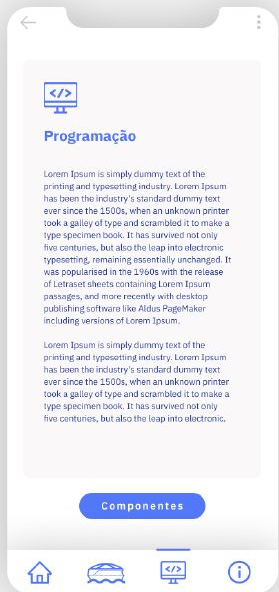 Programação
Lorem Ipsum is simply dummy text of the
printing and typesetting industry. Lorem Ipsum
has been the industry's standard dummy text
ever since the 1500s, when an unknown printer
took a galley of type and scrambled it to make a
type specimen book. It has survived not only
five centuries, but also the leap into electronic
typesetting, remaining essentially unchanged. It
was popularised in the 1960s with the release
of Letraset sheets containing Lorem Ipsum
passages, and more recently with desktop
publishing software like Aldus PageMaker
including versions of Lorem Ipsum.
Lorem Ipsum is simply dummy text of the
printing and typesetting industry. Lorem Ipsum
has been the industry's standard dummy text
ever since the 1500s, when an unknown printer
took a galley of type and scrambled it to make a
type specimen book. It has survived not only
five centuries, but also the leap into electronic.
Componentes